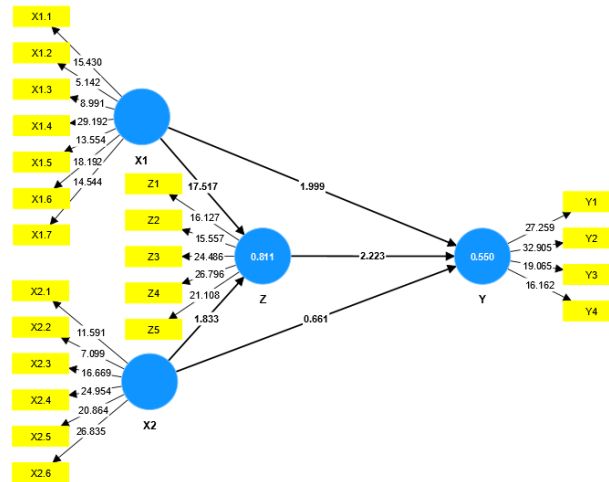 X1.1
X1.2
X1.3
X1.4
X1.5
X1.6
X1.7
15.430
5.142
8.991
29.192
13.554
18.192
14.544
X1
Z1
Z2
Z3
Z4
Z5
16.127
15.557
24.486
26.796
21.108
17.517
1.999
0.811
Z
2.223
1.833
0.661
0.550
Y
Y1
Y2
Y3
Y4
27.259
32.905
19.065
16.162
X2.1
X2.2
X2.3
X2.4
X2.5
X2.6
11.591
7.099
16.669
24.954
20.864
26.835
X2